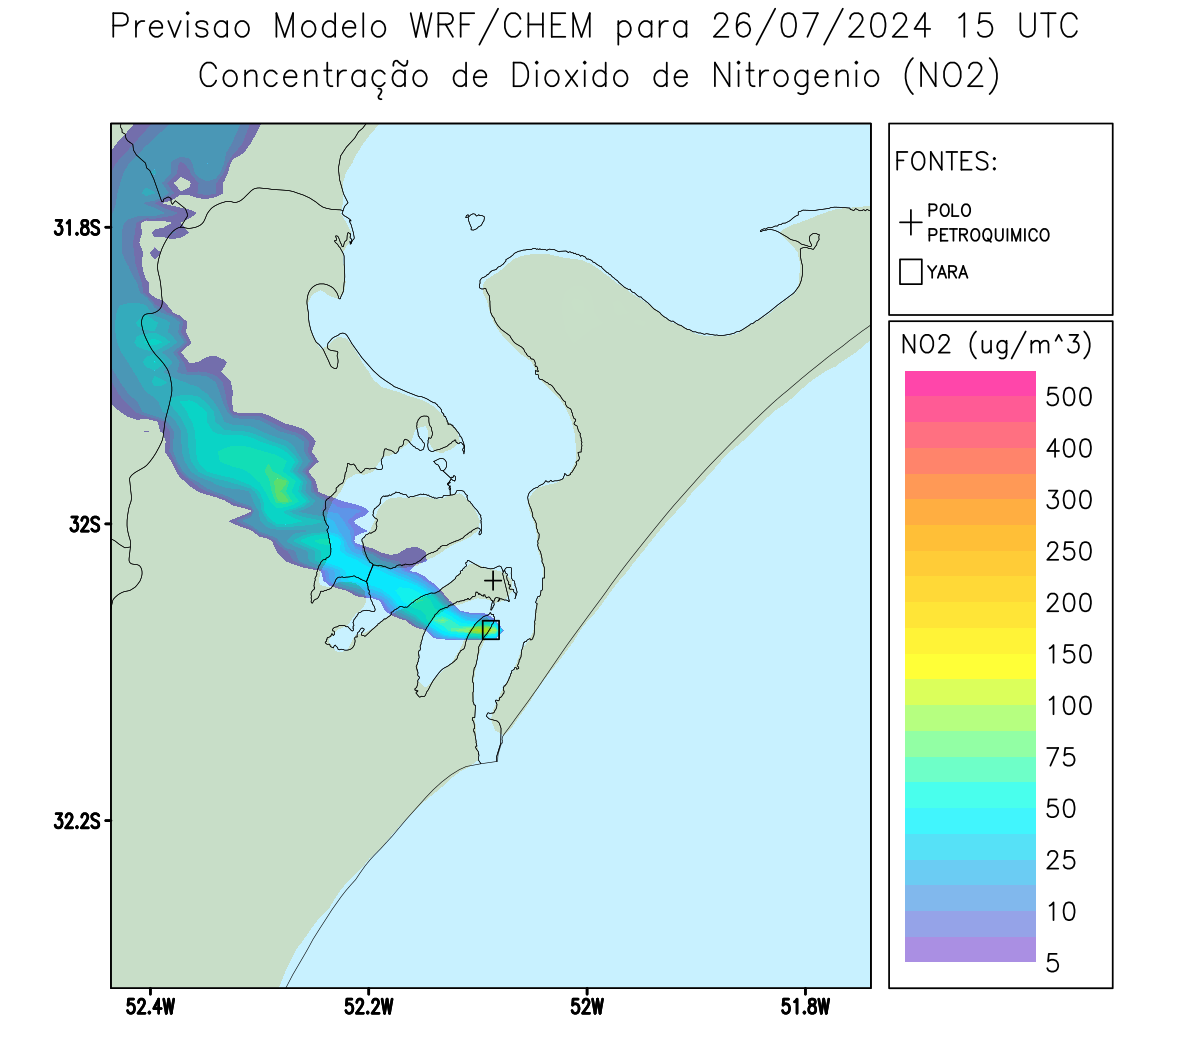 Previsao Modelo WRF/CHEM para 26/07/2024 15 UTC
Concentração de Dioxido de Nitrogenio (NO2)
FONTES:
POLO
PETROQUIMICO
YARA
NO2 (ug/m^3)
500
400
300
250
200
150
100
75
50
25
10
5
31.8S
32S
32.2S
52.4W
52.2W
52W
51.8W